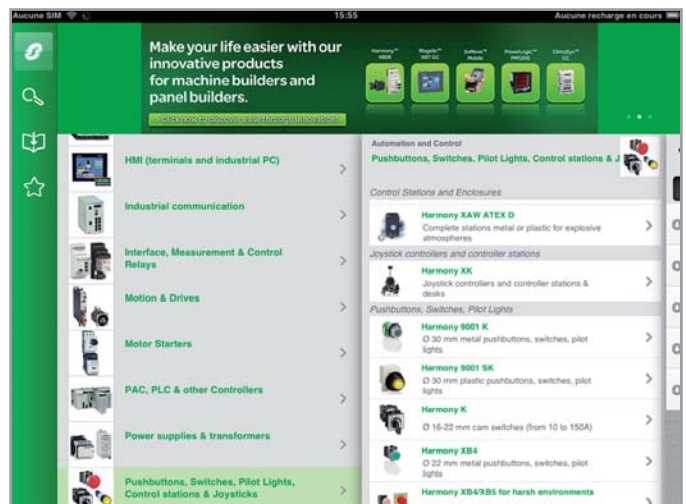 Aucune SIM
15:55
Aucune recharge en cours
Make your life easier with our
innovative products
for machine builders and
panel builders.
Harmony™
XB5R
Magelis™
SoMove™
Mobile
PowerLogic™
HMI (terminals and industrial PC)
Industrial communication
Interface, Measurement & Control
Relays
Motion & Drives
Motor Starters
PAC, PLC & other Controllers
Power supplies & transformers
Pushbuttons, Switches, Pilot Lights,
Control stations & Joysticks
Automation and Control
Pushbuttons, Switches, Pilot Lights, Control stations & J
Control Stations and Enclosures
Harmony XAW ATEX D
Complete stations metal or plastic for explosive
atmospheres
Joystick controllers and controller stations
Harmony XK
Joystick controllers and controller stations &
desks
Pushbuttons, Switches, Pilot Lights
Harmony 9001 K
Ø 30 mm metal pushbuttons, switches, pilot
lights
Harmony 9001 SK
Ø 30 mm plastic pushbuttons, switches, pilot
lights
Harmony K
Ø 16-22 mm cam switches (from 10 to 150A)
Harmony XB4
Ø 22 mm metal pushbuttons, switches, pilot
lights
Harmony XB4/XB5 for harsh environments